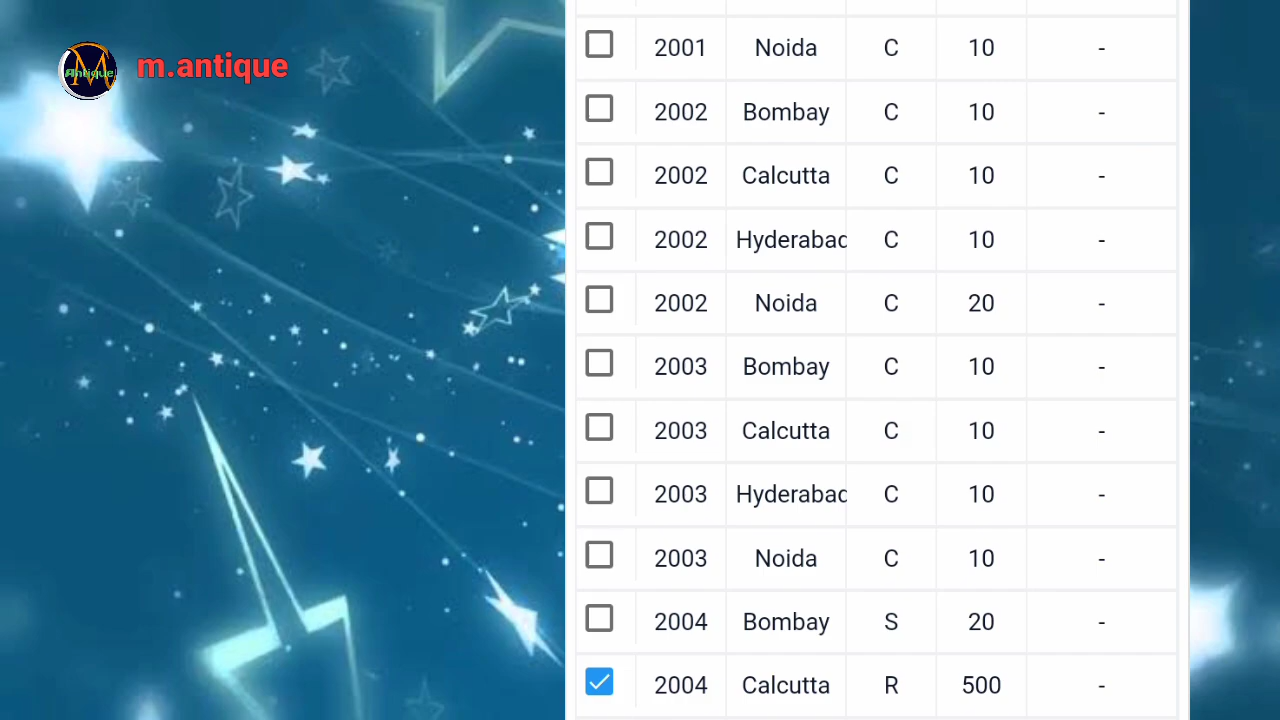 M
Antique
m.antique
2001 Noida C 10 -
2002 Bombay C 10 -
2002 Calcutta C 10 -
2002 Hyderabad C 10 -
2002 Noida C 20 -
2003 Bombay C 10 -
2003 Calcutta C 10 -
2003 Hyderabad C 10 -
2003 Noida C 10 -
2004 Bombay S 20 -
2004 Calcutta R 500 -